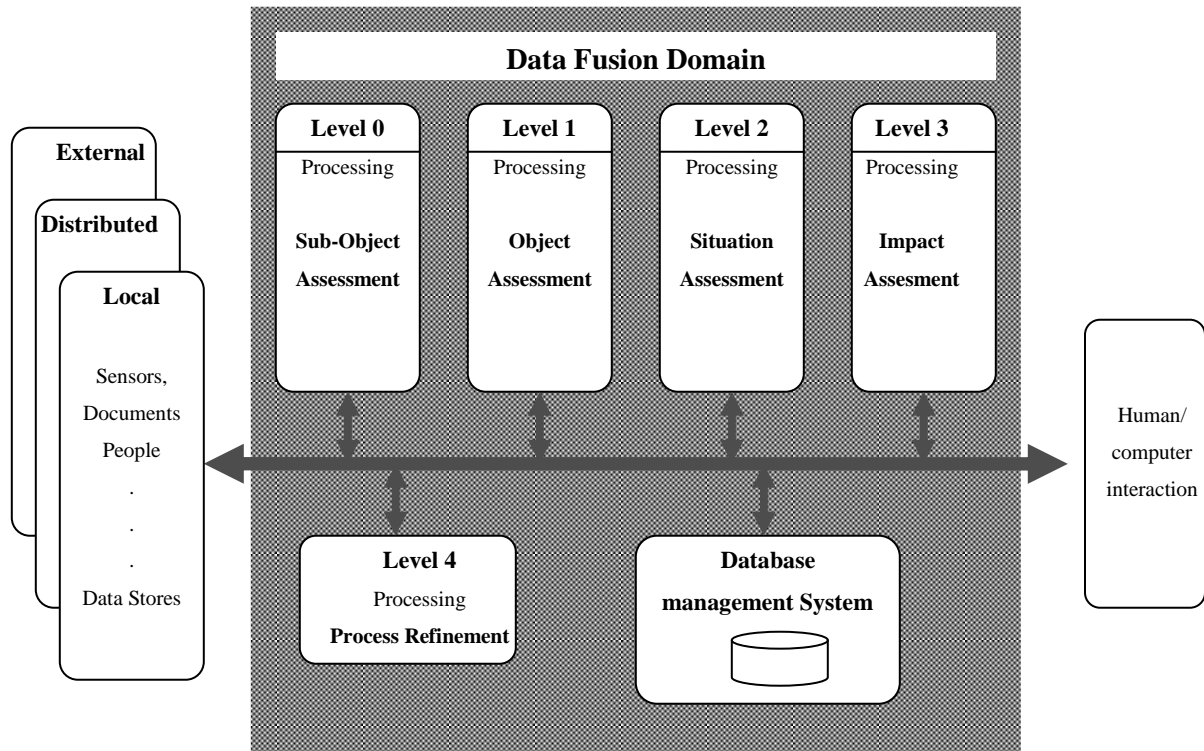 Data Fusion Domain
External
Distributed
Local
Sensors,
Documents
People
.
.
.
Data Stores
Level 0
Processing
Sub-Object
Assessment
Level 1
Processing
Object
Assessment
Level 2
Processing
Situation
Assessment
Level 3
Processing
Impact
Assesment
Level 4
Processing
Process Refinement
Database
management System
Human/
computer
interaction